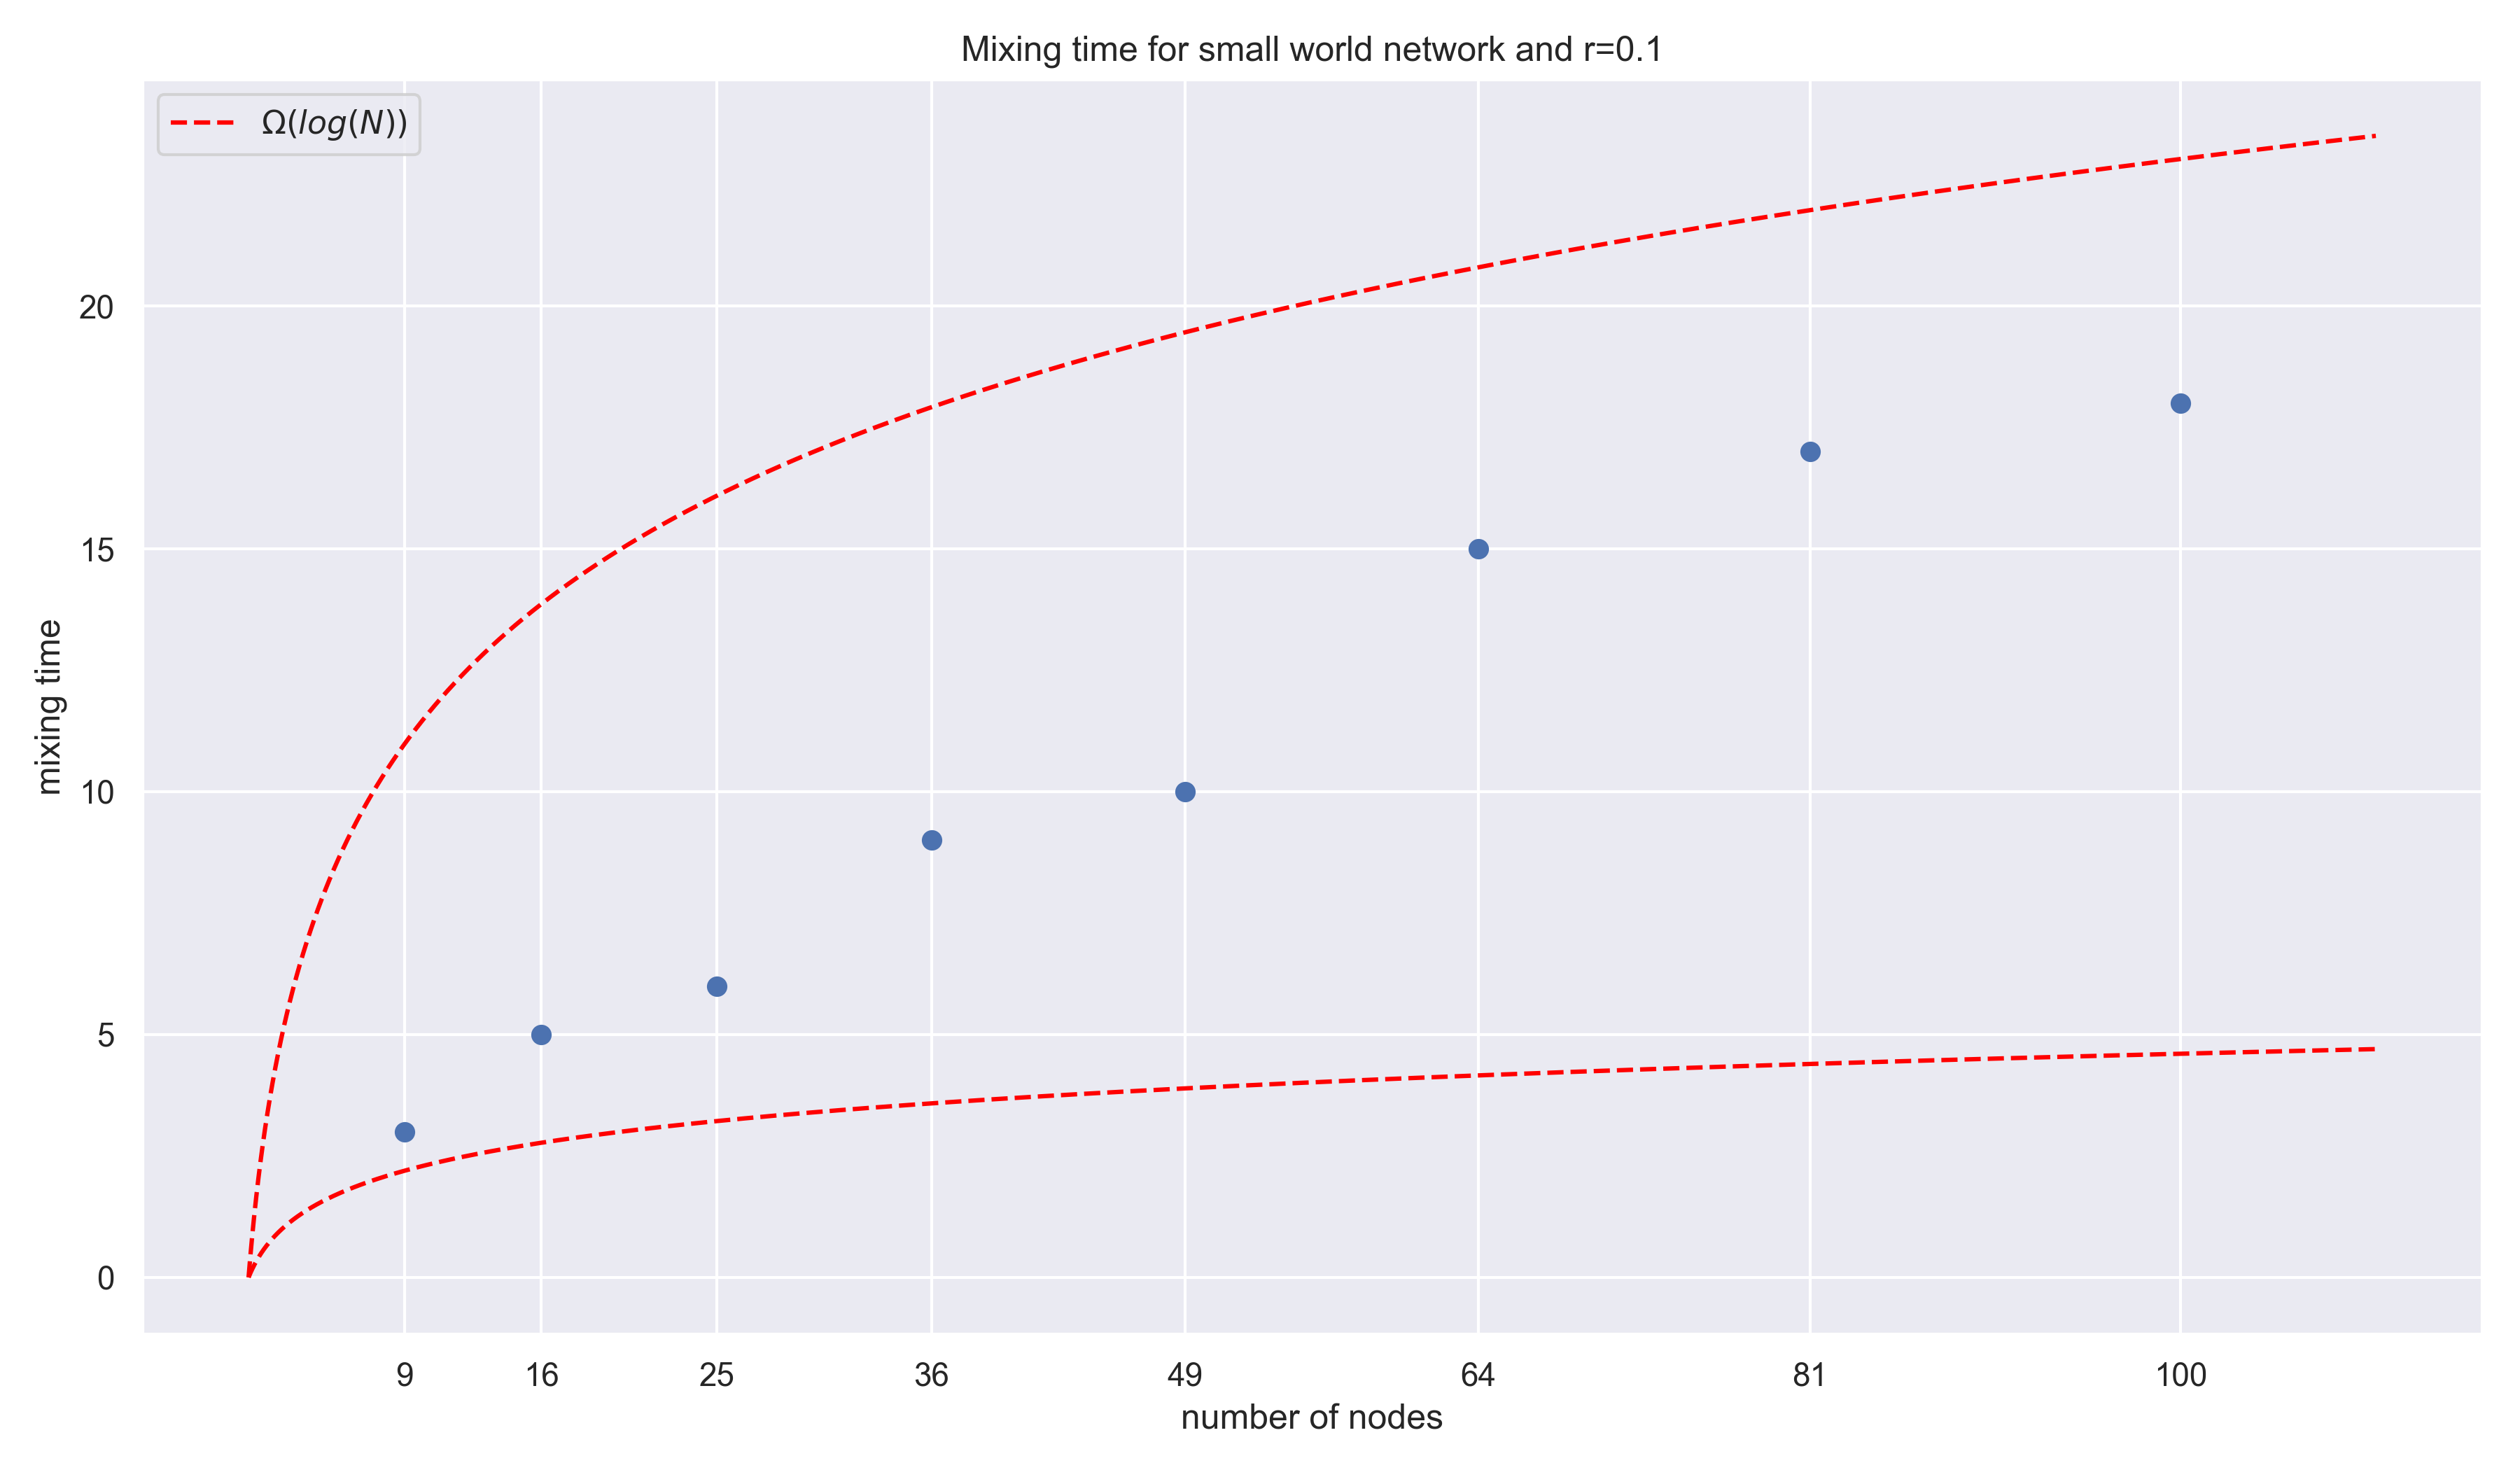 Mixing time for small world network and r=0.1
Ω(log(N))
mixing time
20
15
10
5
0
9 16 25 36 49 64 81 100
number of nodes